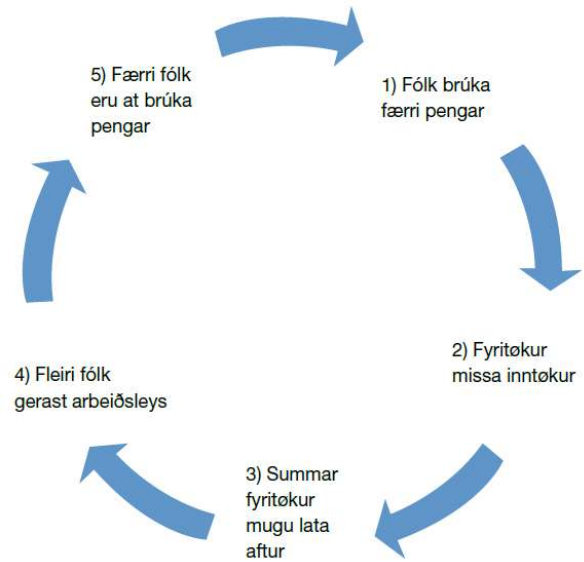 1) Fólk brúka
færri pengar
2) Fyritøkur
missa inntøkur
3) Summar
fyritøkur
mugu lata
aftur
4) Fleiri fólk
gerast arbeiðsleys
5) Færri fólk
eru at brúka
pengar